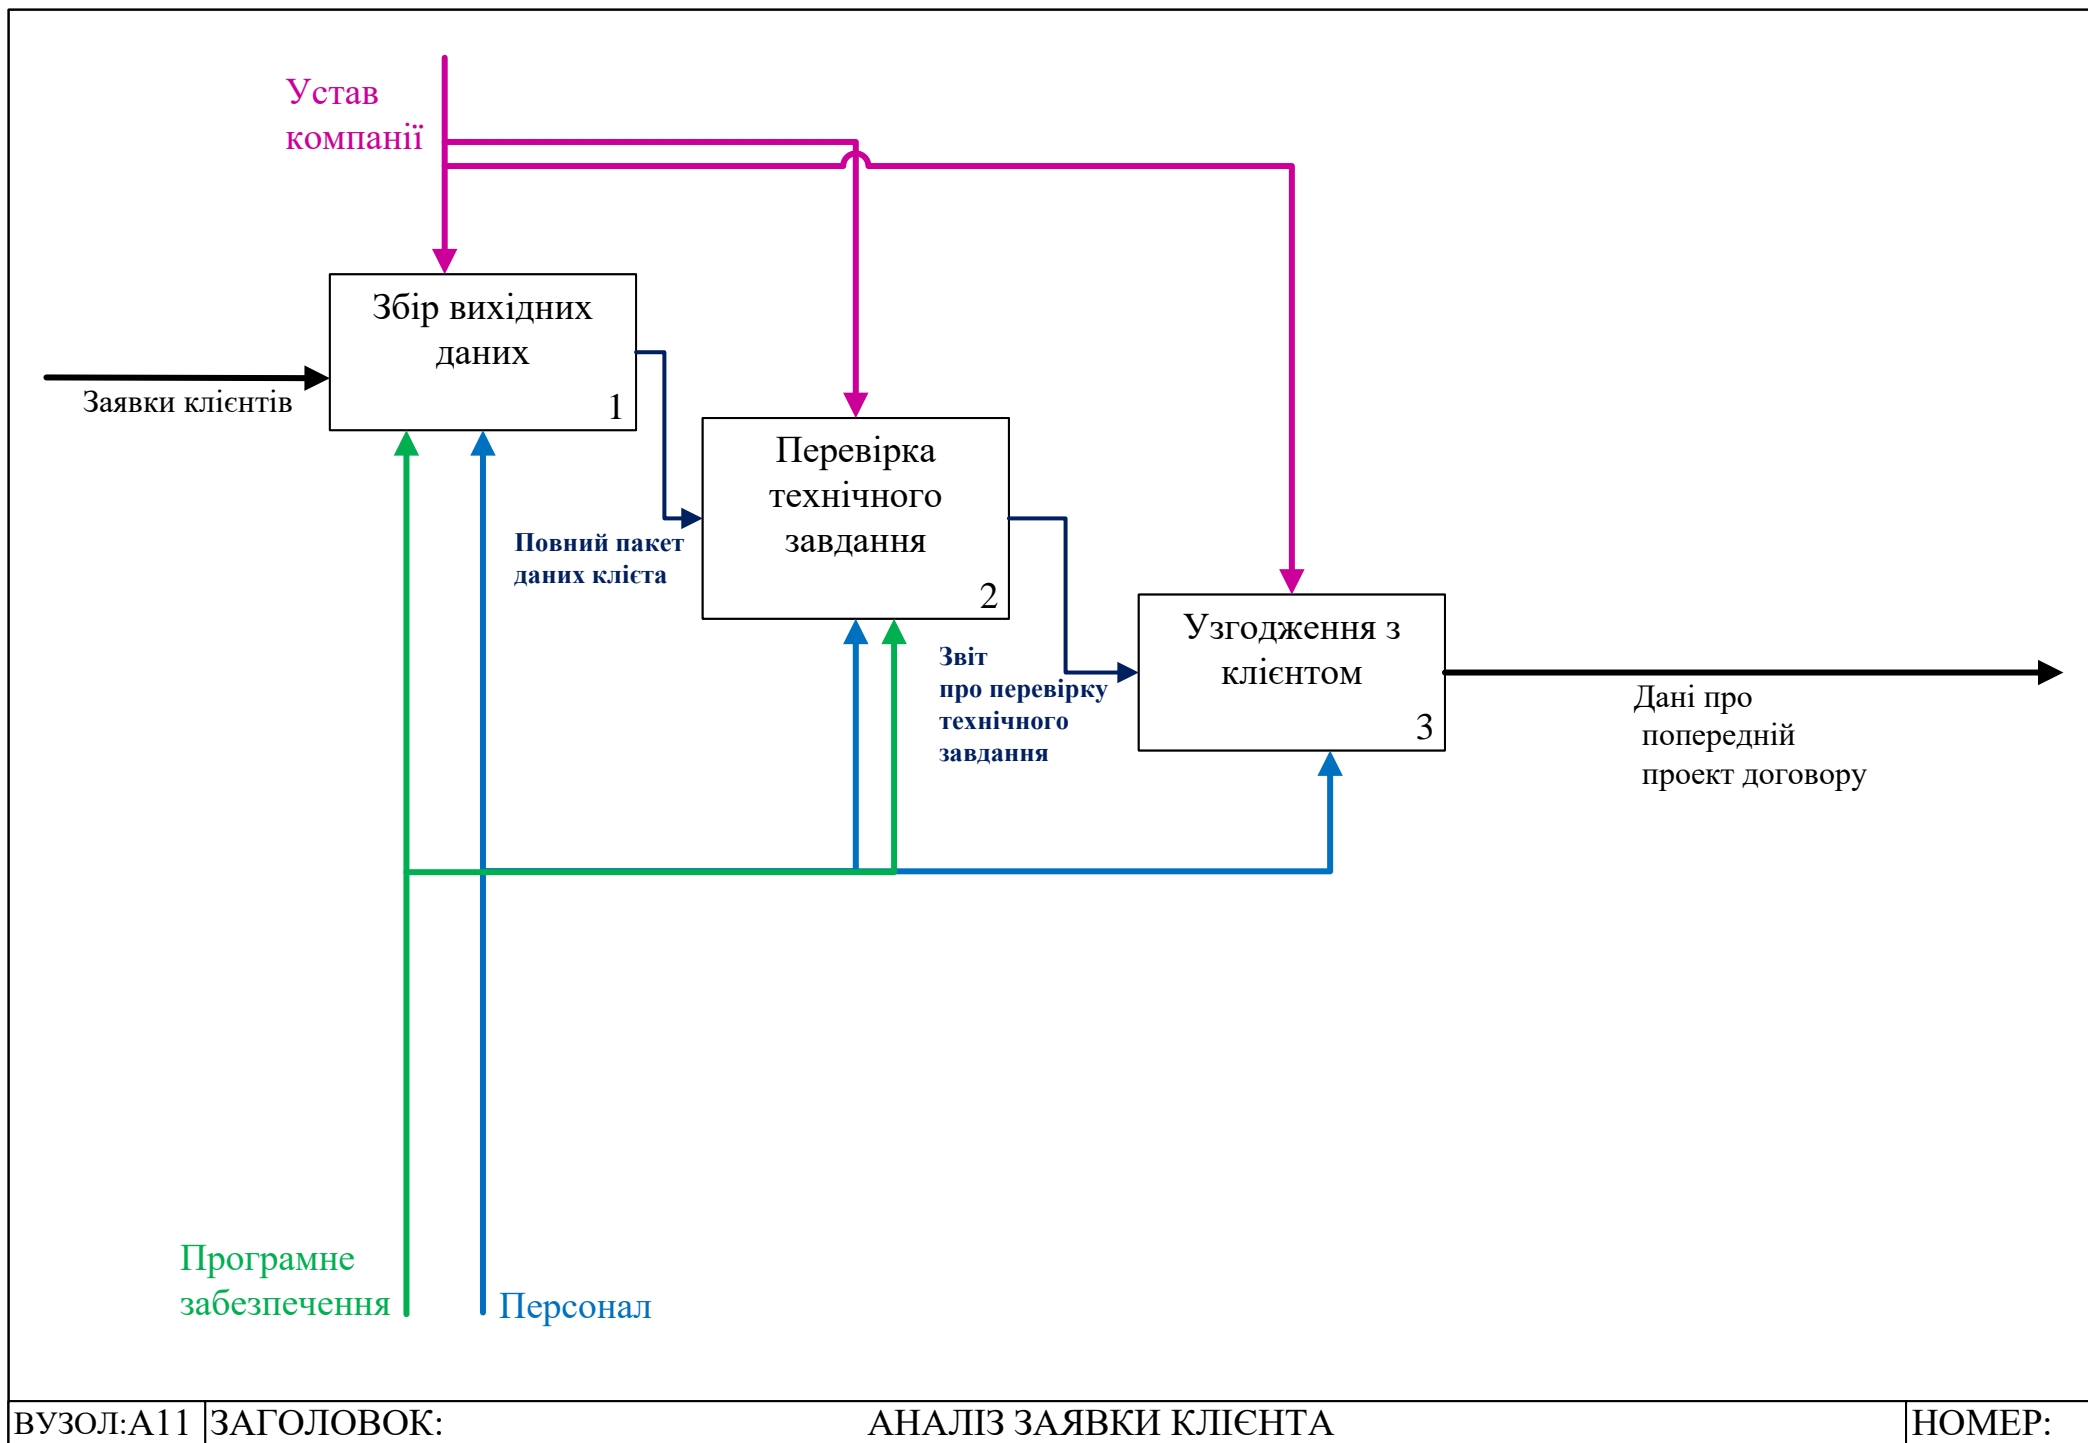 Устав
компанії
Збір вихідних
даних
1
Заявки клієнтів
Повний пакет
даних клієта
Перевірка
технічного
завдання
2
Звіт
про перевірку
технічного
завдання
Узгодження з
клієнтом
3
Дані про
попередній
проект договору
Програмне
забезпечення
Персонал
ВУЗОЛ:А11 ЗАГОЛОВОК: АНАЛІЗ ЗАЯВКИ КЛІЄНТА НОМЕР: